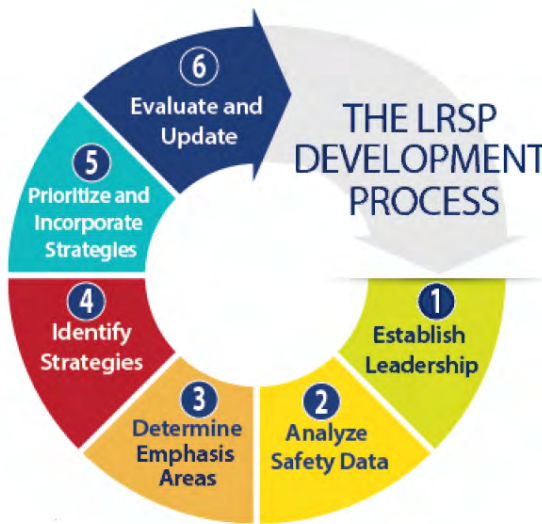 THE LRSP
DEVELOPMENT
PROCESS
1
Establish
Leadership
2
Analyze
Safety Data
3
Determine
Emphasis
Areas
4
Identify
Strategies
5
Prioritize and
Incorporate
Strategies
6
Evaluate and
Update